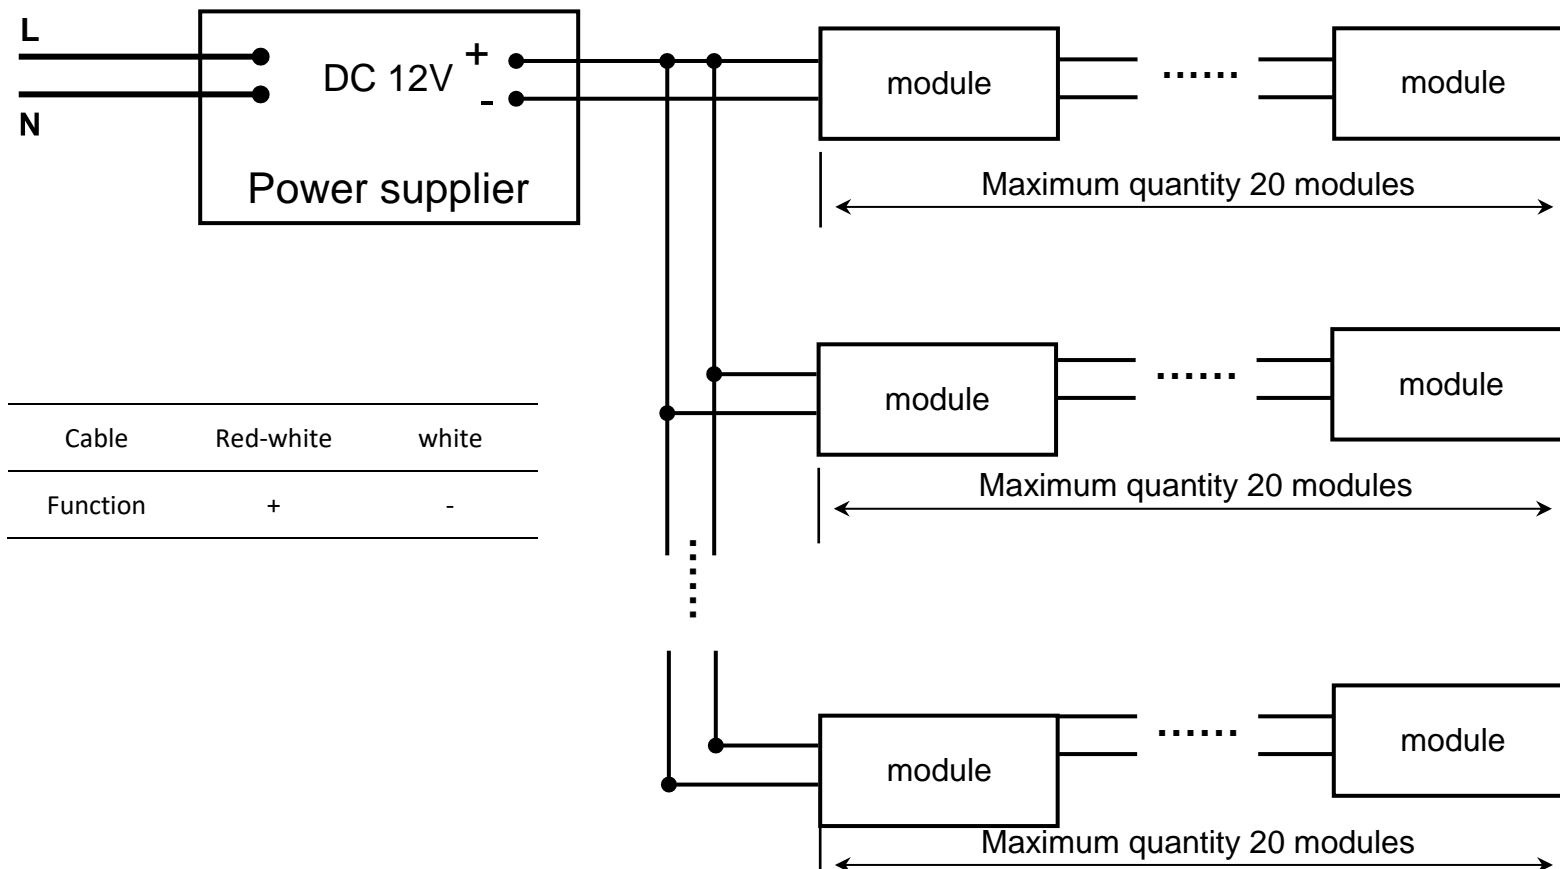 L
N
DC 12V
+
-
Power supplier
module
......
module
Maximum quantity 20 modules
module
......
module
Maximum quantity 20 modules
Cable Red-white white
Function + -
......
module
......
module
Maximum quantity 20 modules